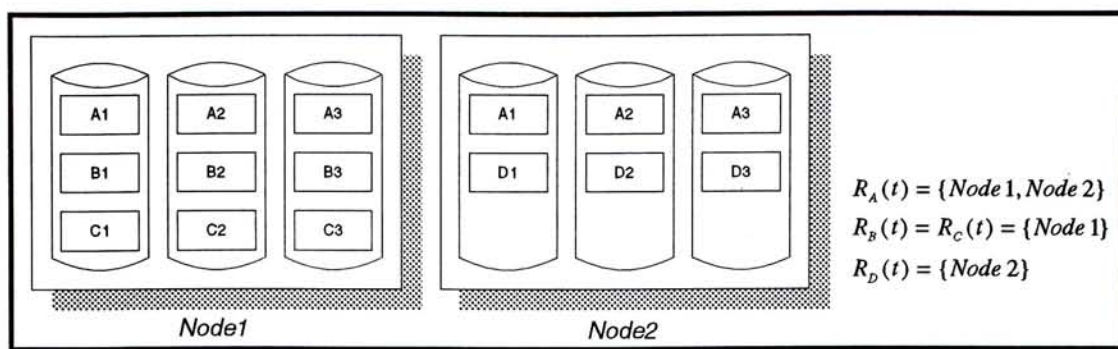 A1 A2 A3 A1 A2 A3
B1 B2 B3 D1 D2 D3
C1 C2 C3
R_A(t) = {Node 1, Node 2}
R_B(t) = R_C(t) = {Node 1}
R_D(t) = {Node 2}
Node1 Node2